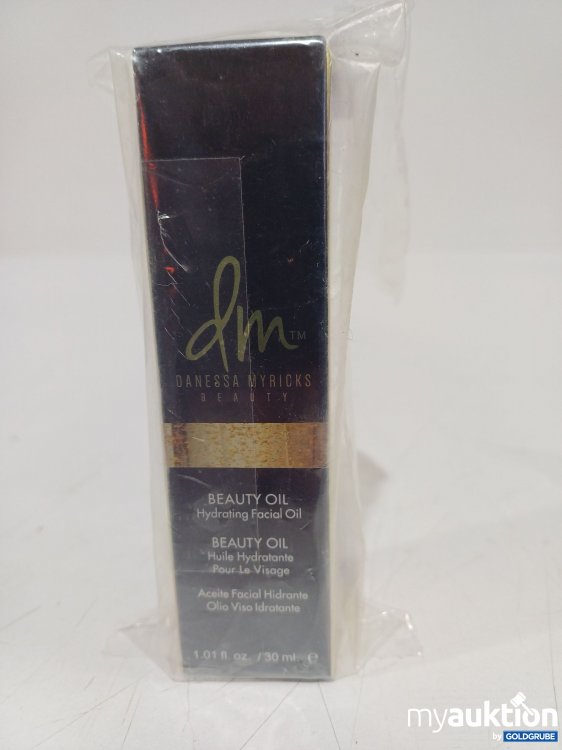 dm™
DANESSA MYRICKS
BEAUTY
BEAUTY OIL
Hydrating Facial Oil
BEAUTY OIL
Huile Hydratante
Pour Le Visage
Aceite Facial Hidrante
Olio Viso Idratante
1.01 fl. oz. / 30 ml. ℮
myauktion
by GOLDGRUBE